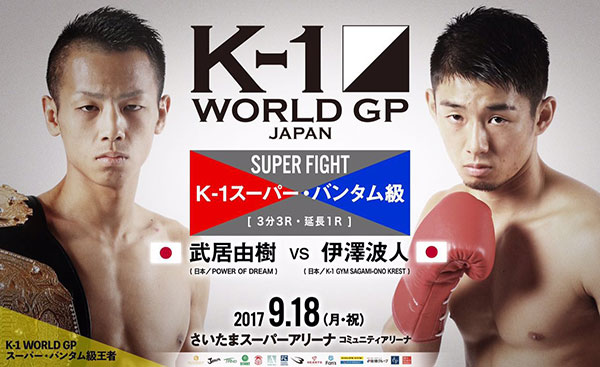 K-1
WORLD GP
JAPAN
SUPER FIGHT
K-1スーパー・バンタム級
[ 3分3R・延長1R ]
武居由樹 VS 伊澤波人
( 日本/POWER OF DREAM ) ( 日本/K-1 GYM SAGAMI-ONO KREST )
2017 9.18 (月・祝)
さいたまスーパーアリーナ コミュニティアリーナ
K-1 WORLD GP
スーパー・バンタム級王者